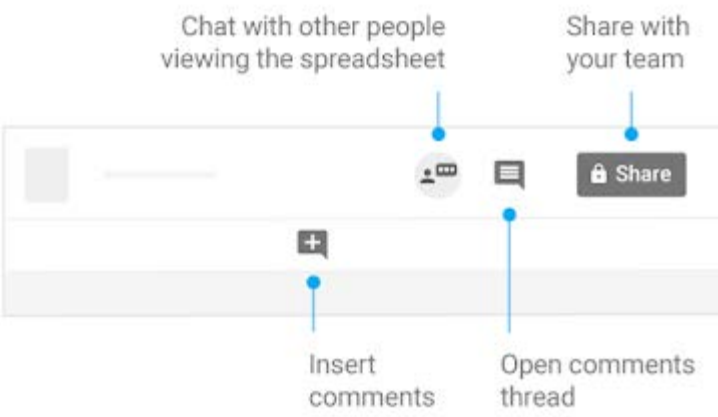 Chat with other people
viewing the spreadsheet
Share with
your team
Share
Insert
comments
Open comments
thread